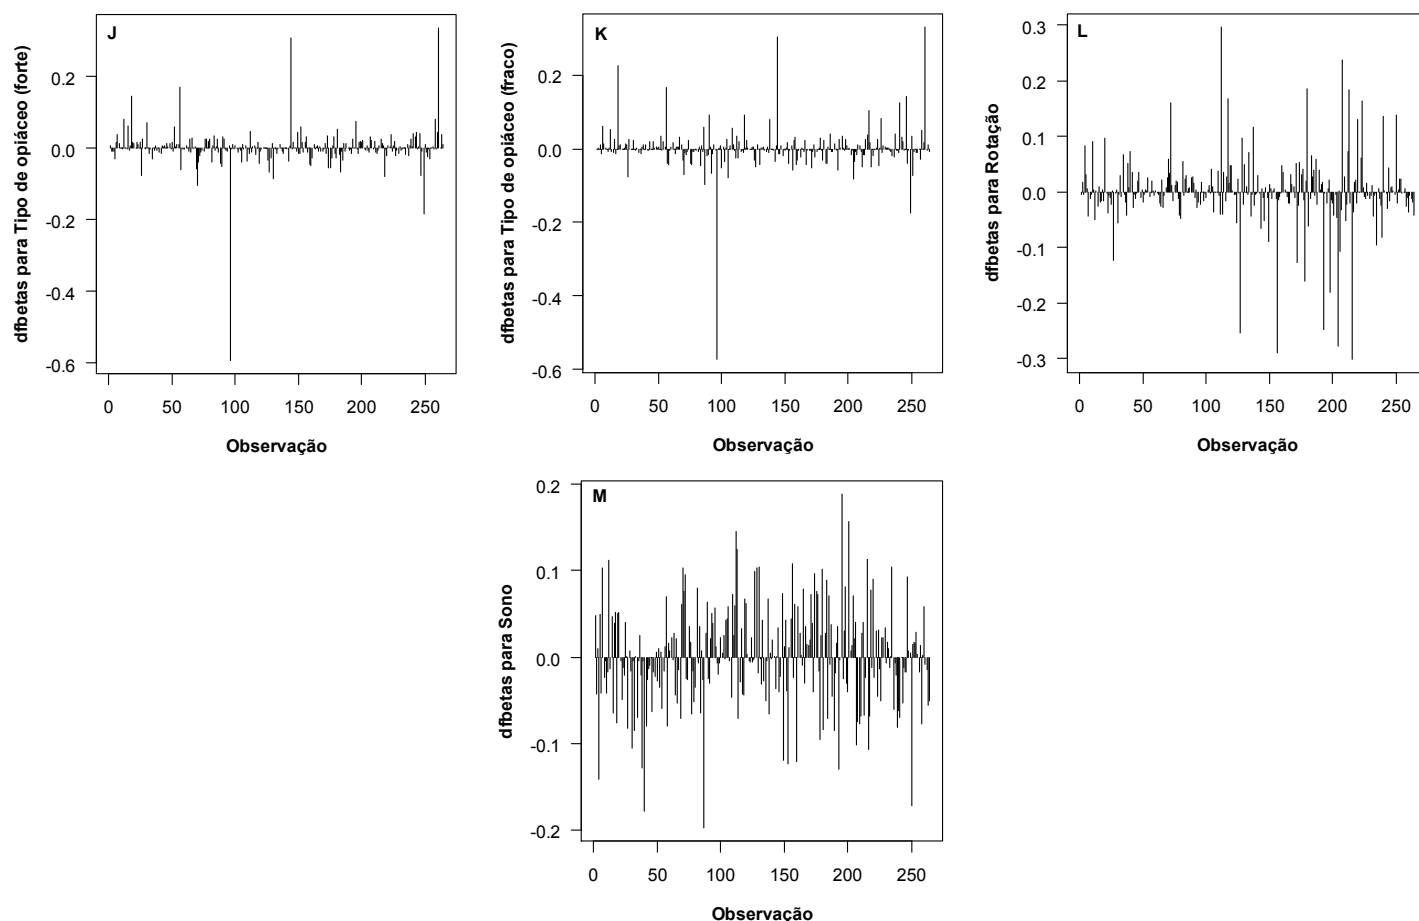 J
dfbetas para Tipo de opiáceo (forte)
0.2
0.0
-0.2
-0.4
-0.6
0 50 100 150 200 250
Observação
K
dfbetas para Tipo de opiáceo (fraco)
0.2
0.0
-0.2
-0.4
-0.6
0 50 100 150 200 250
Observação
L
dfbetas para Rotação
0.3
0.2
0.1
0.0
-0.1
-0.2
-0.3
0 50 100 150 200 250
Observação
M
dfbetas para Sono
0.2
0.1
0.0
-0.1
-0.2
0 50 100 150 200 250
Observação